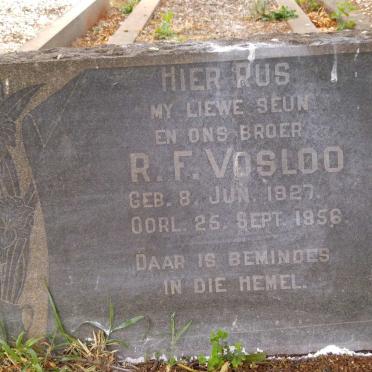 HIER RUS
MY LIEWE SEUN
EN ONS BROER
R. F. VOSLOO
GEB. 8. JUN. 1927.
OORL. 25. SEPT. 1956.
DAAR IS BEMINDES
IN DIE HEMEL.